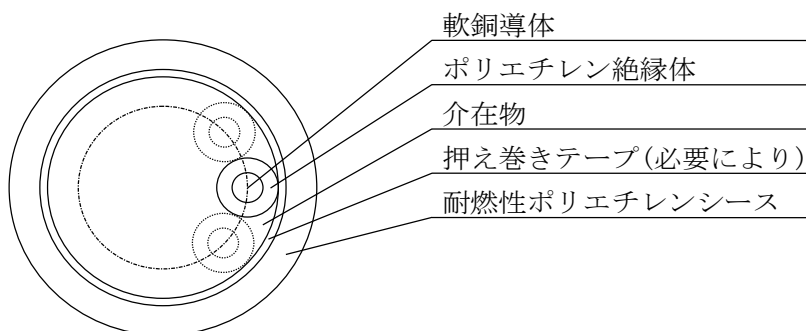 軟銅導体
ポリエチレン絶縁体
介在物
押え巻きテープ(必要により)
耐燃性ポリエチレンシース